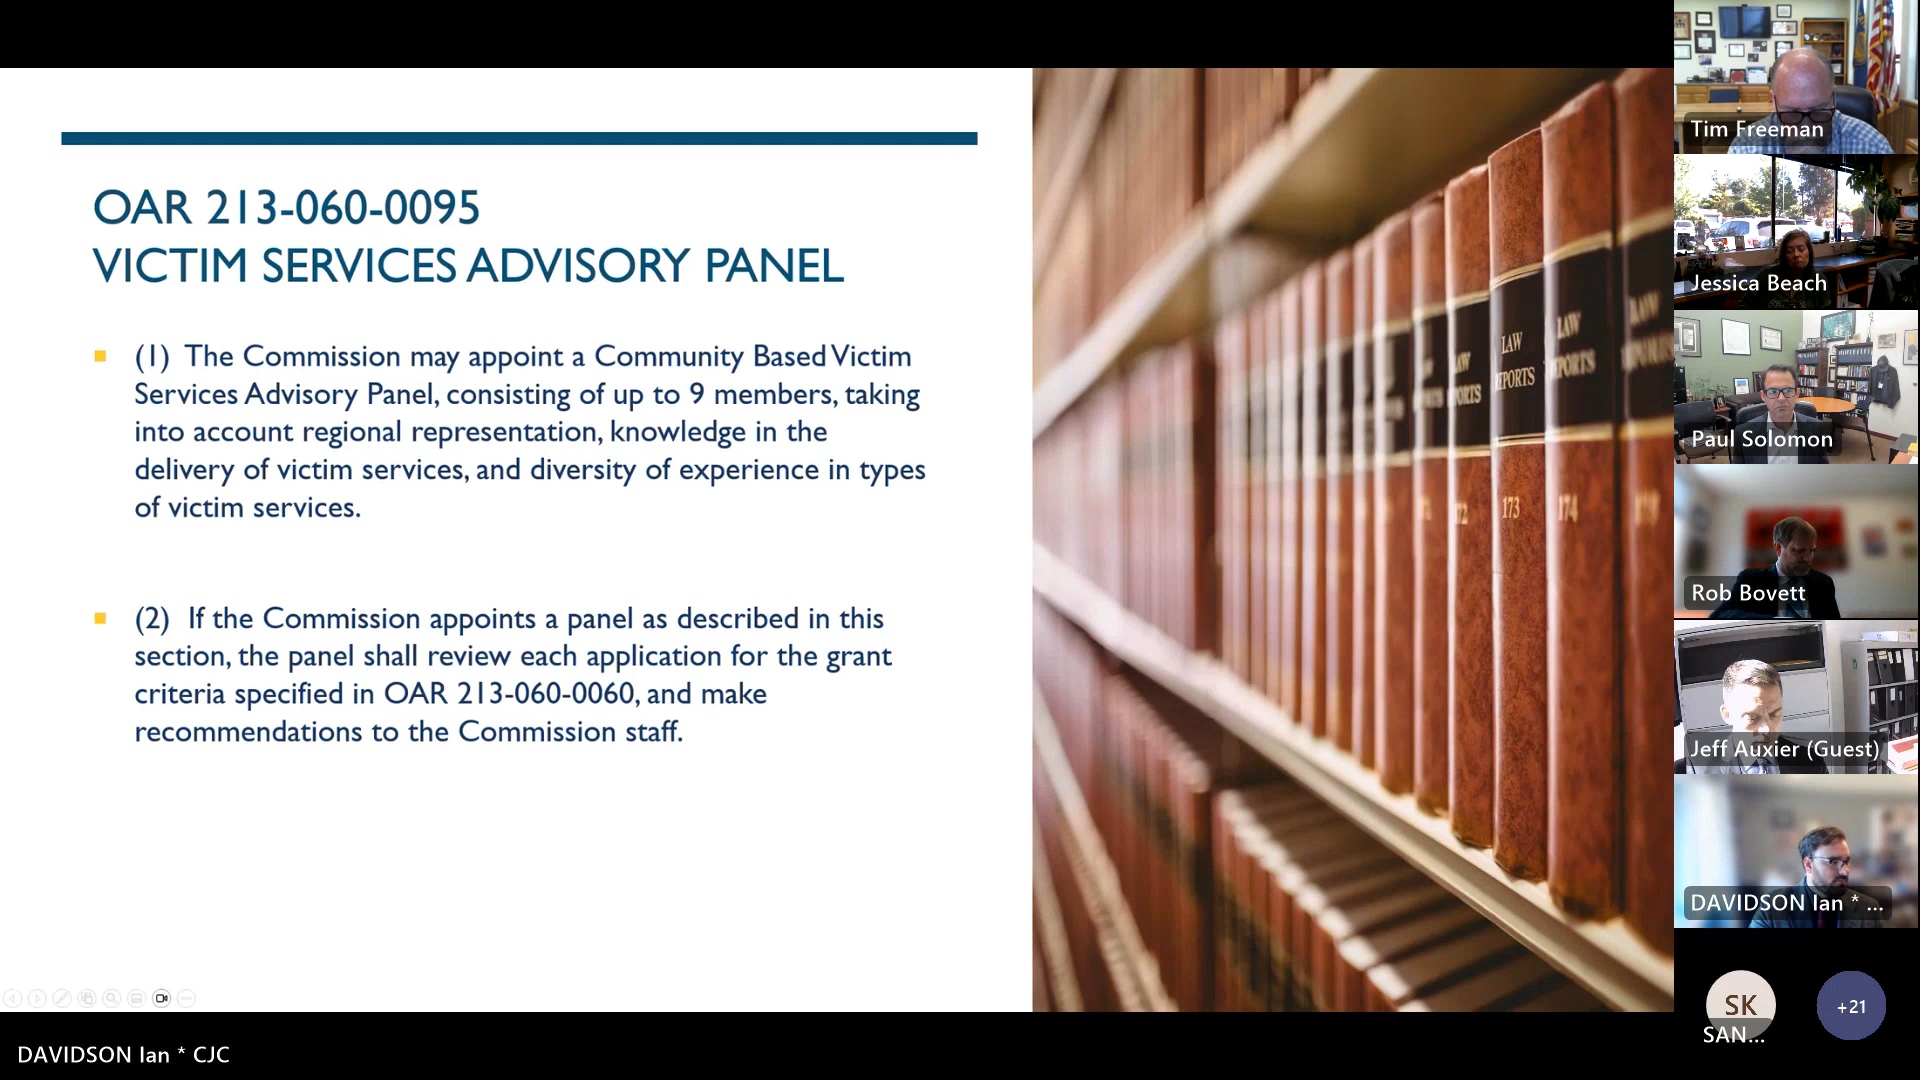 OAR 213-060-0095
VICTIM SERVICES ADVISORY PANEL
(1) The Commission may appoint a Community Based Victim
Services Advisory Panel, consisting of up to 9 members, taking
into account regional representation, knowledge in the
delivery of victim services, and diversity of experience in types
of victim services.
(2) If the Commission appoints a panel as described in this
section, the panel shall review each application for the grant
criteria specified in OAR 213-060-0060, and make
recommendations to the Commission staff.
LAW
REPORTS
173
LAW
REPORTS
174
Tim Freeman
Jessica Beach
Paul Solomon
Rob Bovett
Jeff Auxier (Guest)
DAVIDSON Ian * ...
SK
SAN...
+21
DAVIDSON Ian * CJC